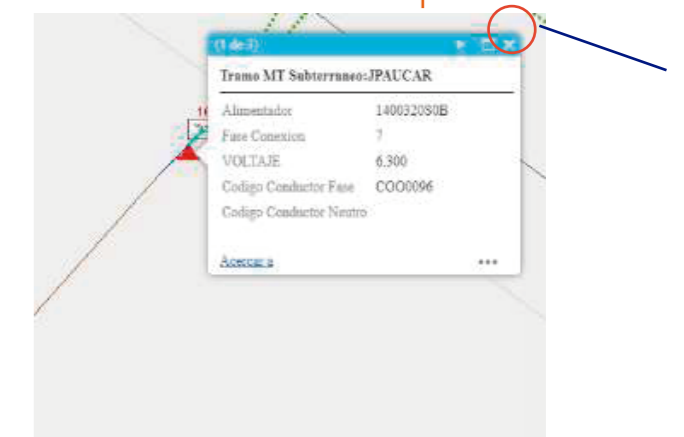 (1 de 3)
Tramo MT Subterraneo:JPAUCAR
Alimentador 1400320S0B
Fase Conexion 7
VOLTAJE 6.300
Codigo Conductor Fase COO0096
Codigo Conductor Neutro
Acercar a